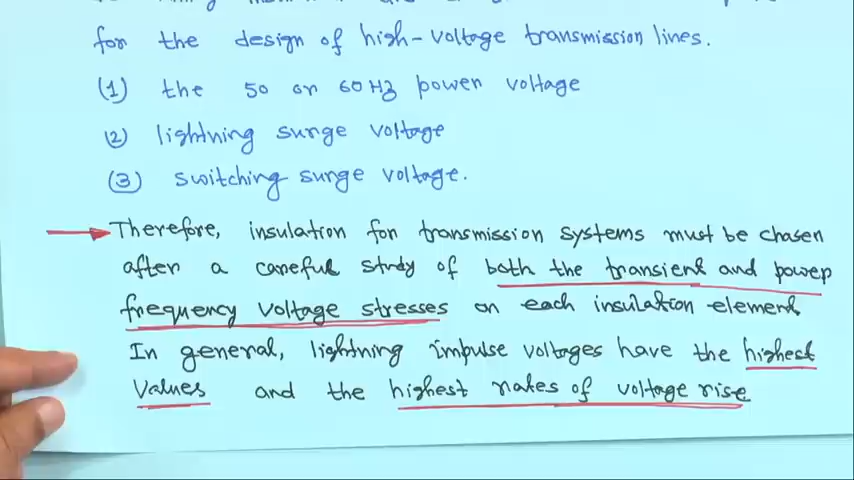 for the design of high-voltage transmission lines.
(1) the 50 or 60 Hz power voltage
(2) lightning surge voltage
(3) switching surge voltage.
Therefore, insulation for transmission systems must be chosen
after a careful study of both the transient and power
frequency voltage stresses on each insulation element
In general, lightning impulse voltages have the highest
values and the highest rates of voltage rise